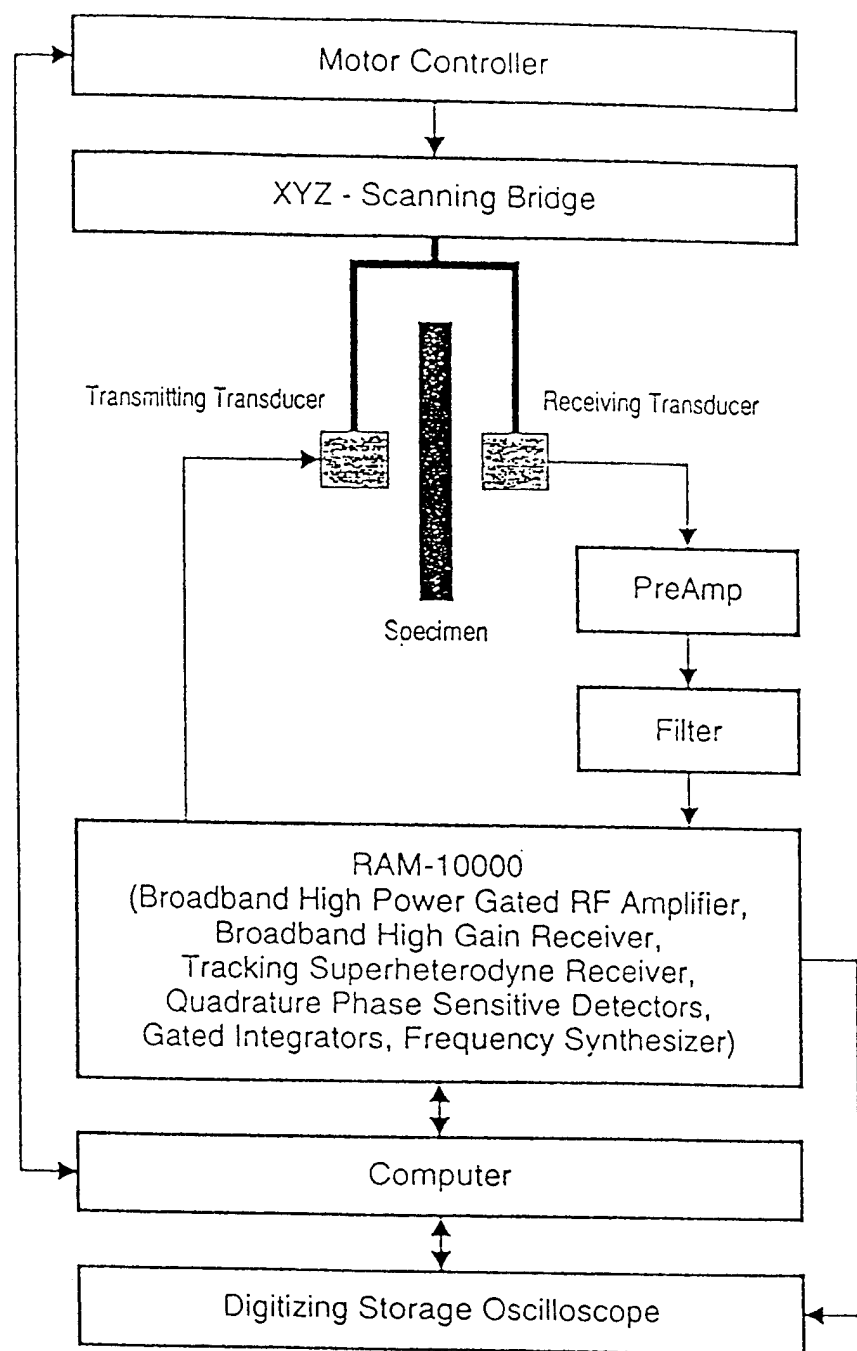 Motor Controller
XYZ - Scanning Bridge
Transmitting Transducer
Receiving Transducer
PreAmp
Specimen
Filter
RAM-10000
(Broadband High Power Gated RF Amplifier,
Broadband High Gain Receiver,
Tracking Superheterodyne Receiver,
Quadrature Phase Sensitive Detectors,
Gated Integrators, Frequency Synthesizer)
Computer
Digitizing Storage Oscilloscope